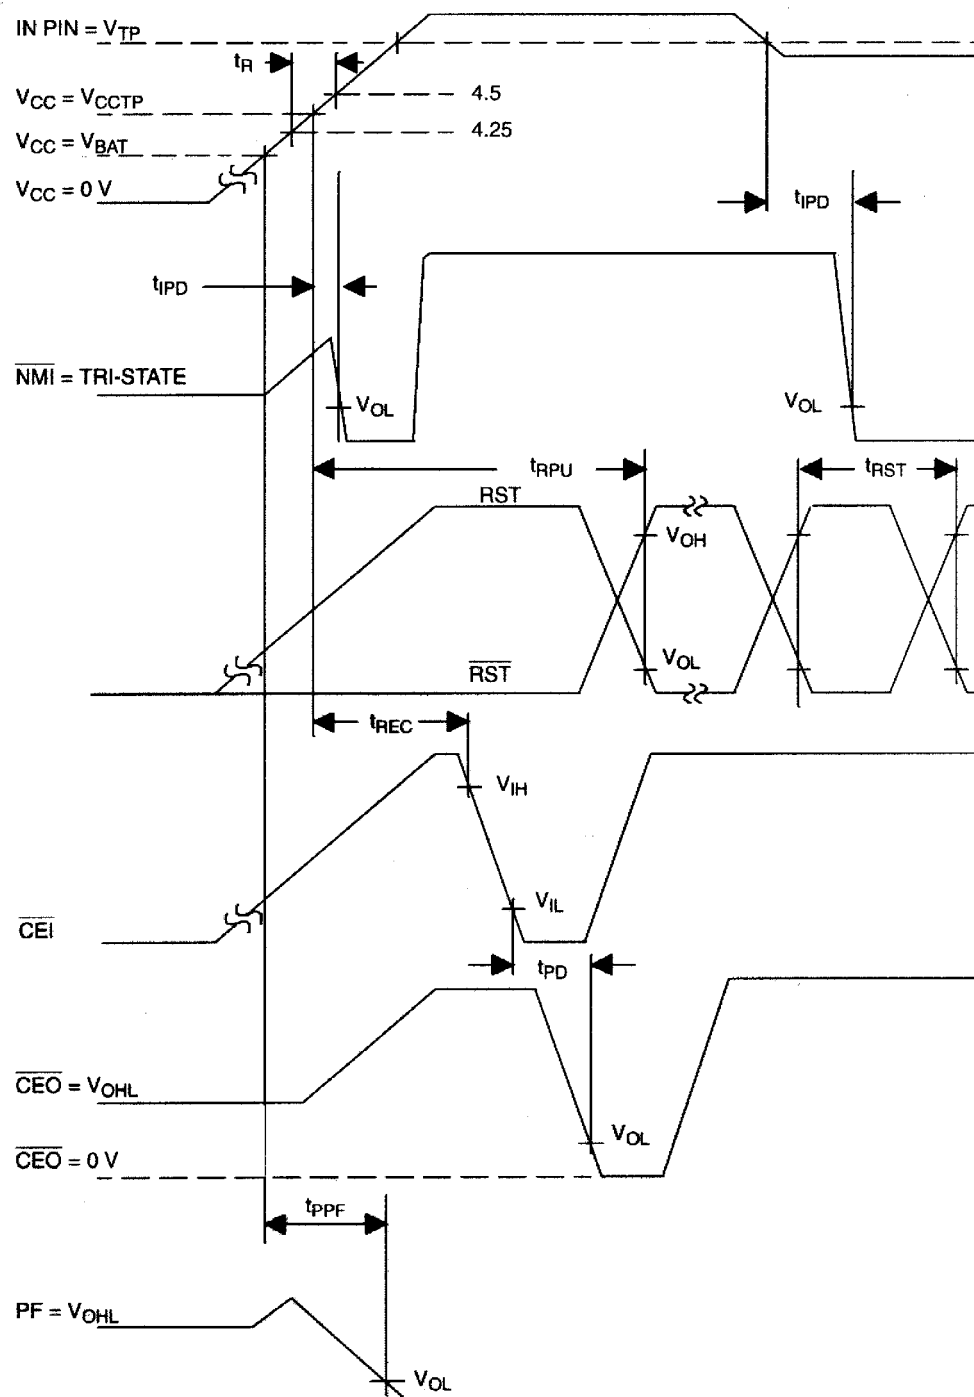 IN PIN = VTP
tR
VCC = VCCTP
4.5
4.25
VCC = VBAT
VCC = 0 V
tIPD
tIPD
NMI = TRI-STATE
VOL
VOL
tRPU
tRST
RST
VOH
VOL
RST
tREC
VIH
VIL
CEI
tPD
CEO = VOHL
VOL
CEO = 0 V
tPPF
PF = VOHL
VOL